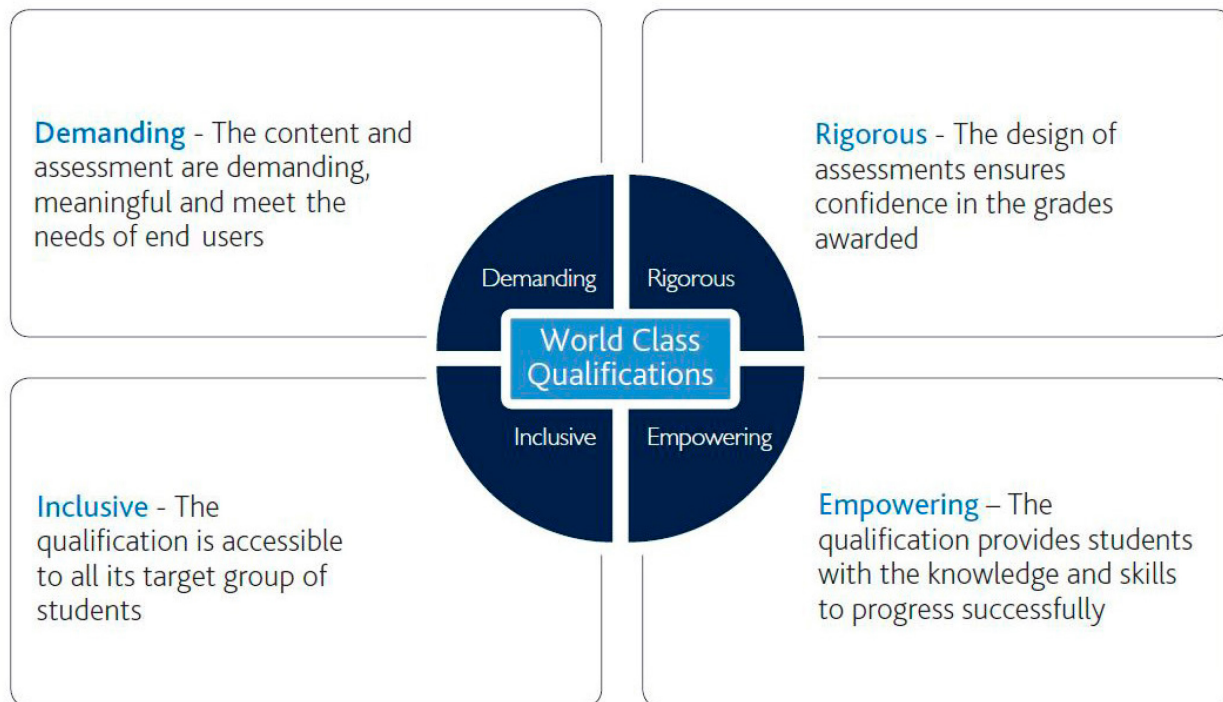 Demanding - The content and
assessment are demanding,
meaningful and meet the
needs of end users
Rigorous - The design of
assessments ensures
confidence in the grades
awarded
Demanding
Rigorous
World Class
Qualifications
Inclusive
Empowering
Inclusive - The
qualification is accessible
to all its target group of
students
Empowering – The
qualification provides students
with the knowledge and skills
to progress successfully